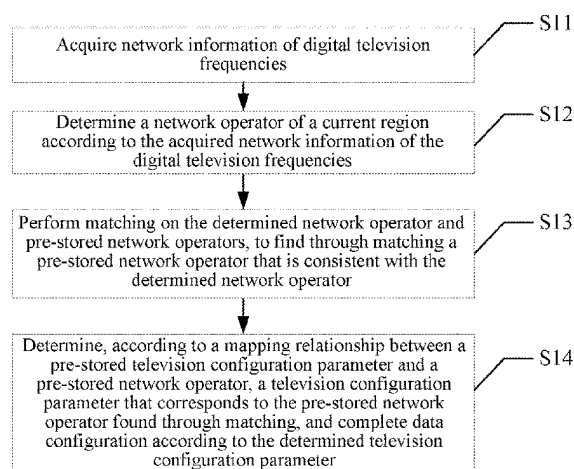 S11
Acquire network information of digital television
frequencies
S12
Determine a network operator of a current region
according to the acquired network information of the
digital television frequencies
S13
Perform matching on the determined network operator and
pre-stored network operators, to find through matching a
pre-stored network operator that is consistent with the
determined network operator
S14
Determine, according to a mapping relationship between a
pre-stored television configuration parameter and a
pre-stored network operator, a television configuration
parameter that corresponds to the pre-stored network
operator found through matching, and complete data
configuration according to the determined television
configuration parameter